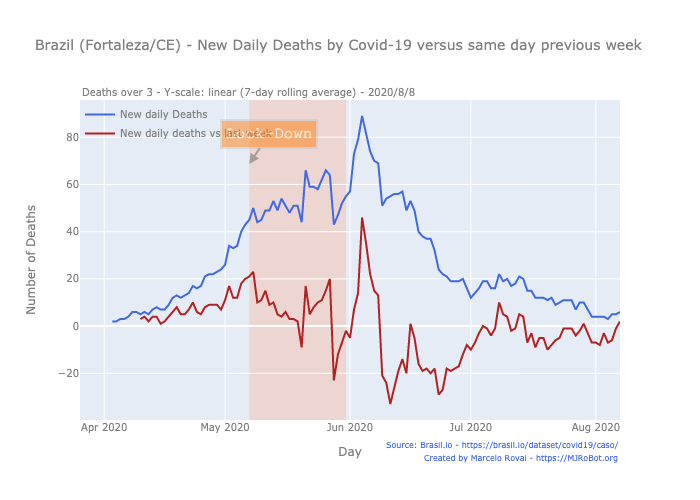 Brazil (Fortaleza/CE) - New Daily Deaths by Covid-19 versus same day previous week
Deaths over 3 - Y-scale: linear (7-day rolling average) - 2020/8/8
New daily Deaths
New daily deaths vs last week
Lock Down
80
60
40
20
0
−20
Number of Deaths
Apr 2020
May 2020
Jun 2020
Jul 2020
Aug 2020
Day
Source: Brasil.io - https://brasil.io/dataset/covid19/caso/
Created by Marcelo Rovai - https://MJRoBot.org